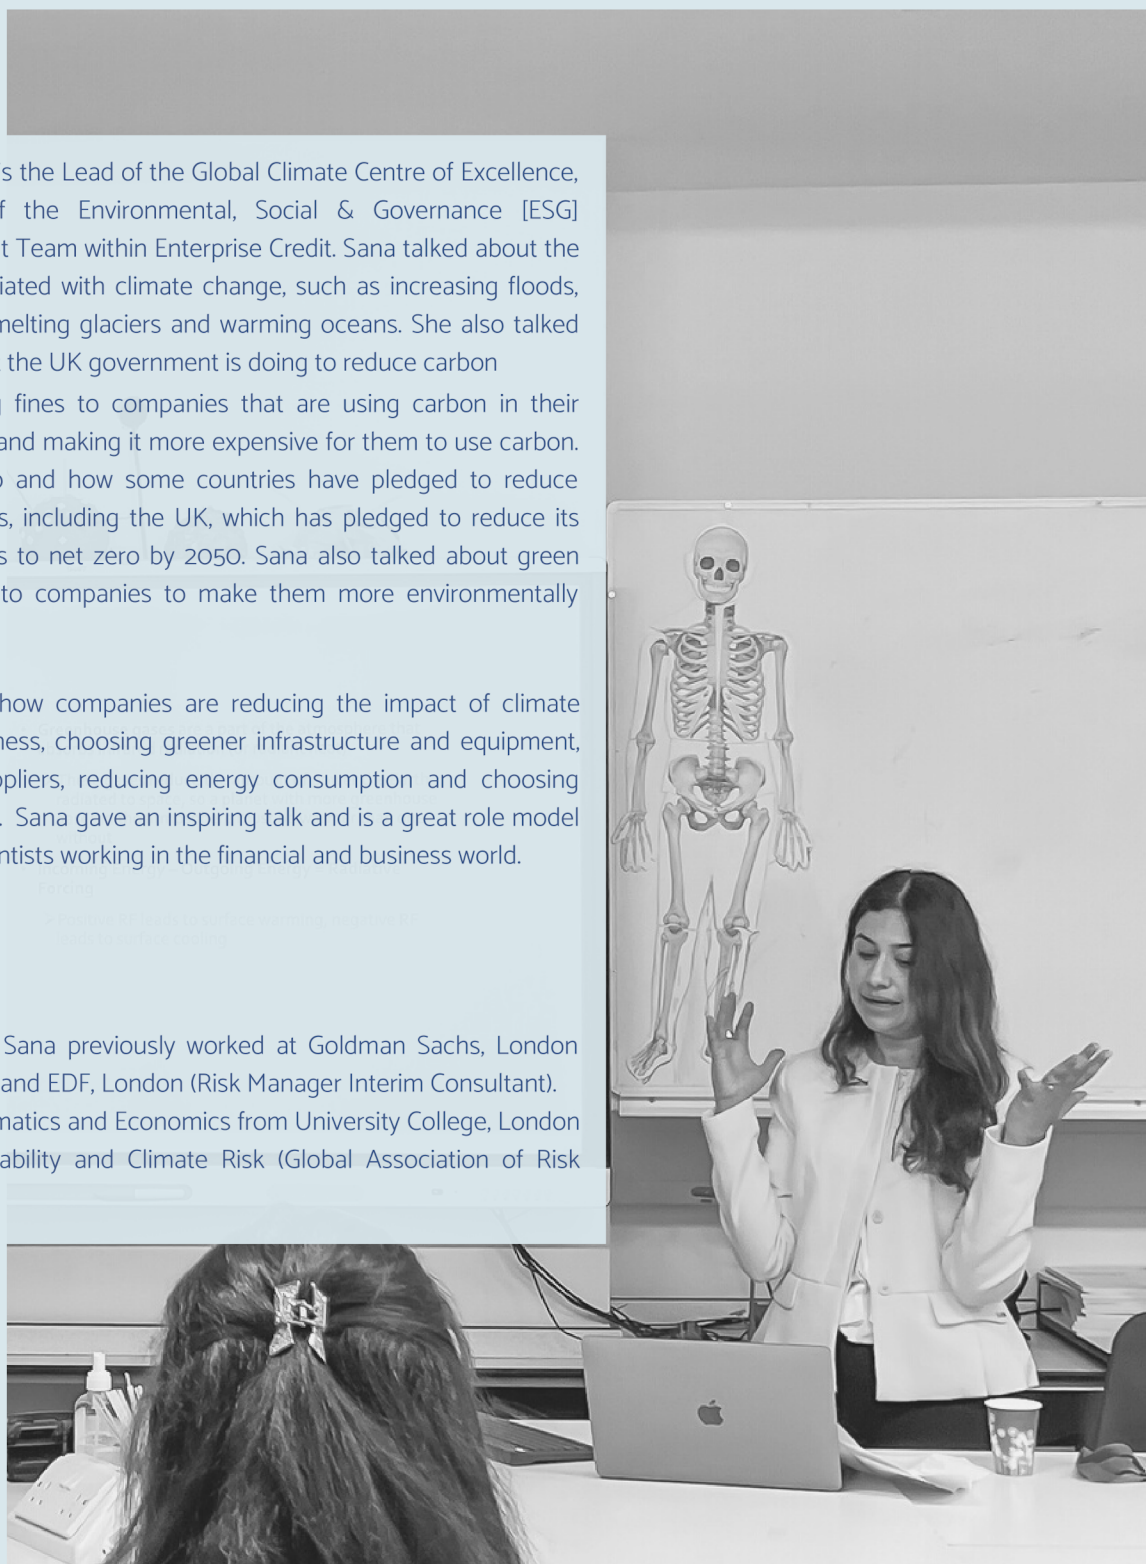 s the Lead of the Global Climate Centre of Excellence,
f the Environmental, Social & Governance [ESG]
t Team within Enterprise Credit. Sana talked about the
iated with climate change, such as increasing floods,
melting glaciers and warming oceans. She also talked
the UK government is doing to reduce carbon
g fines to companies that are using carbon in their
and making it more expensive for them to use carbon.
o and how some countries have pledged to reduce
s, including the UK, which has pledged to reduce its
s to net zero by 2050. Sana also talked about green
to companies to make them more environmentally
how companies are reducing the impact of climate
ness, choosing greener infrastructure and equipment,
ppliers, reducing energy consumption and choosing
. Sana gave an inspiring talk and is a great role model
ntists working in the financial and business world.
Forcing
Sana previously worked at Goldman Sachs, London
and EDF, London (Risk Manager Interim Consultant).
matics and Economics from University College, London
ability and Climate Risk (Global Association of Risk